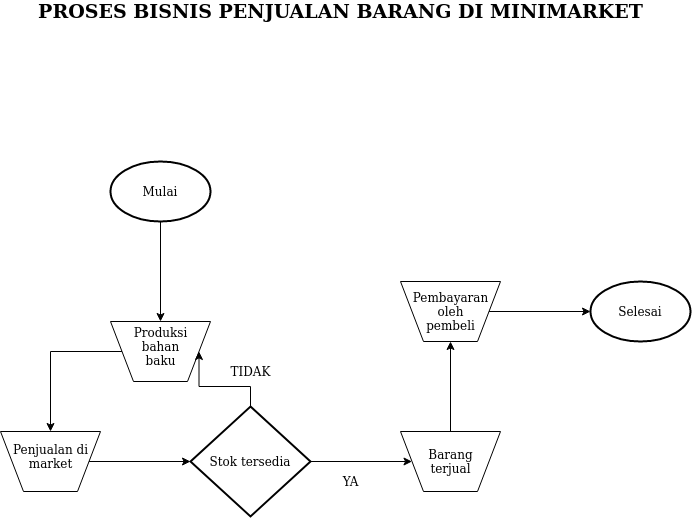 PROSES BISNIS PENJUALAN BARANG DI MINIMARKET
Mulai
Produksi
bahan
baku
Penjualan di
market
Stok tersedia
TIDAK
YA
Barang
terjual
Pembayaran
oleh
pembeli
Selesai